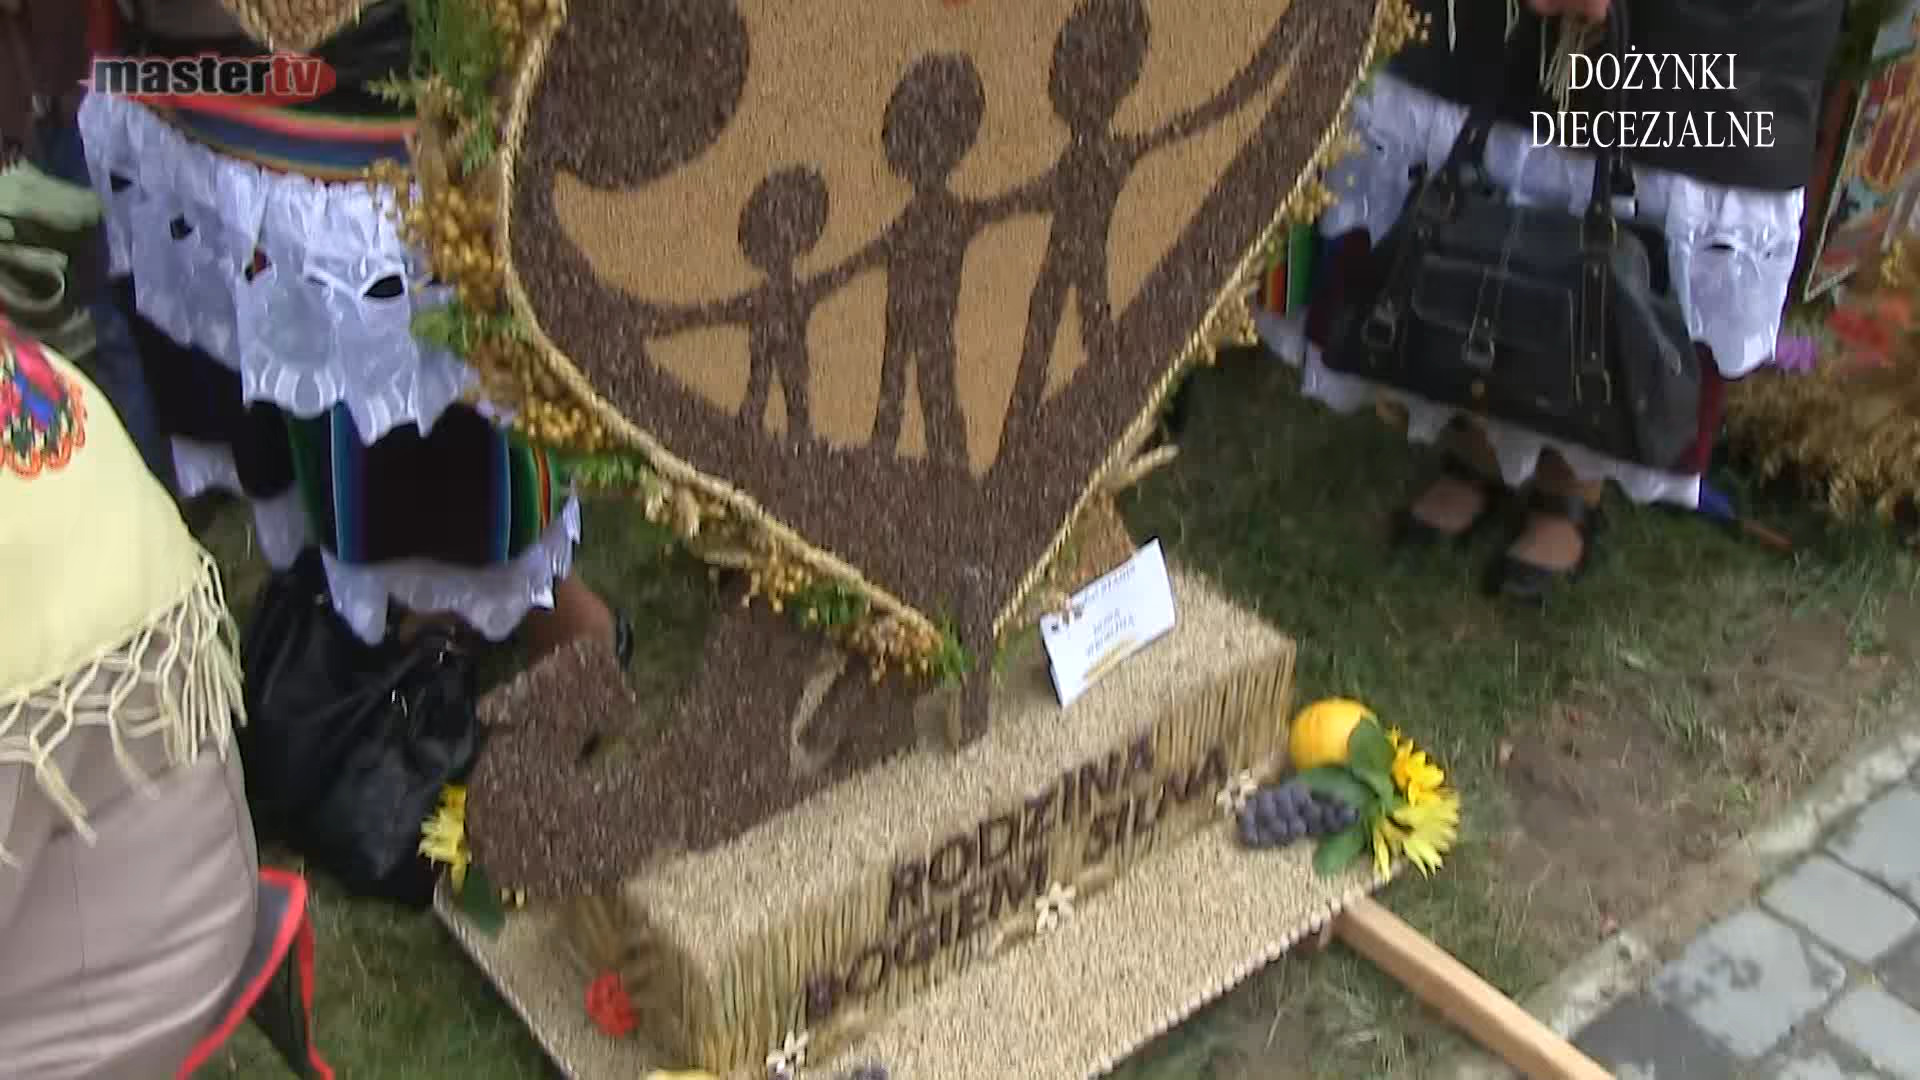 mastertv
DOŻYNKI
DIECEZJALNE
RODZINA
BOGIEM SILNA